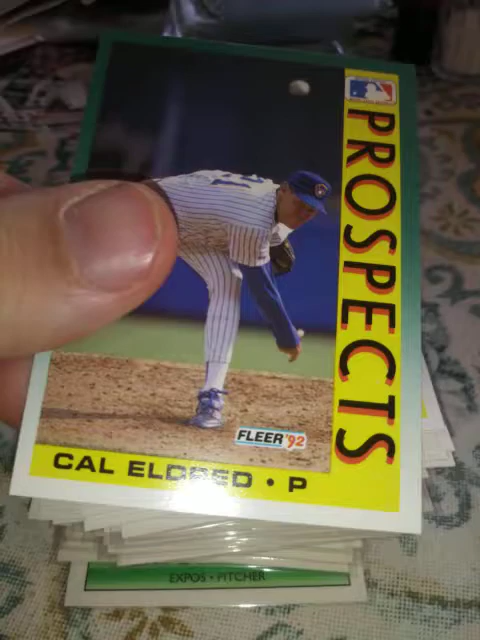 PROSPECTS
FLEER '92
CAL ELDRED • P
EXPOS • PITCHER